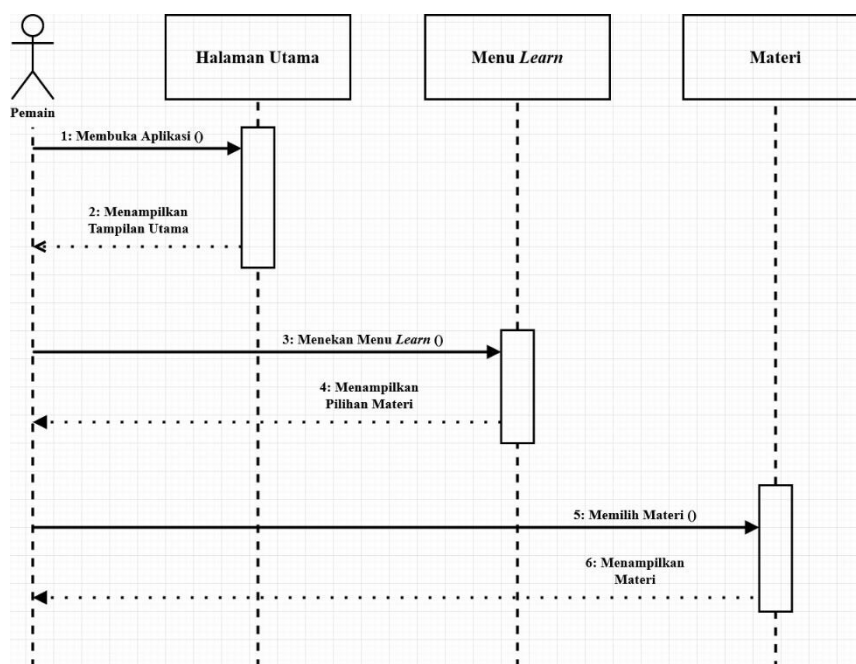 Halaman Utama
Menu Learn
Materi
Pemain
1: Membuka Aplikasi ()
2: Menampilkan
Tampilan Utama
3: Menekan Menu Learn ()
4: Menampilkan
Pilihan Materi
5: Memilih Materi ()
6: Menampilkan
Materi